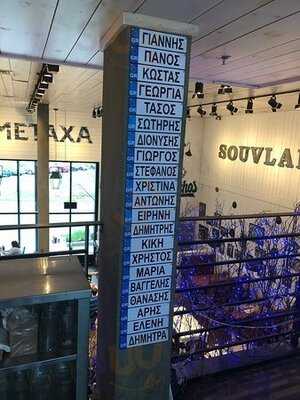 ΓΙΑΝΝΗΣ
ΠΑΝΟΣ
ΚΩΣΤΑΣ
ΓΕΩΡΓΙΑ
ΤΑΣΟΣ
ΣΩΤΗΡΗΣ
ΔΙΟΝΥΣΗΣ
ΓΙΩΡΓΟΣ
ΣΤΕΦΑΝΟΣ
ΧΡΙΣΤΙΝΑ
ΑΝΤΩΝΗΣ
ΕΙΡΗΝΗ
ΔΗΜΗΤΡΗΣ
ΚΙΚΗ
ΧΡΗΣΤΟΣ
ΜΑΡΙΑ
ΒΑΓΓΕΛΗΣ
ΘΑΝΑΣΗΣ
ΑΡΗΣ
ΕΛΕΝΗ
ΔΗΜΗΤΡΑ
METAXA
SOUVLA